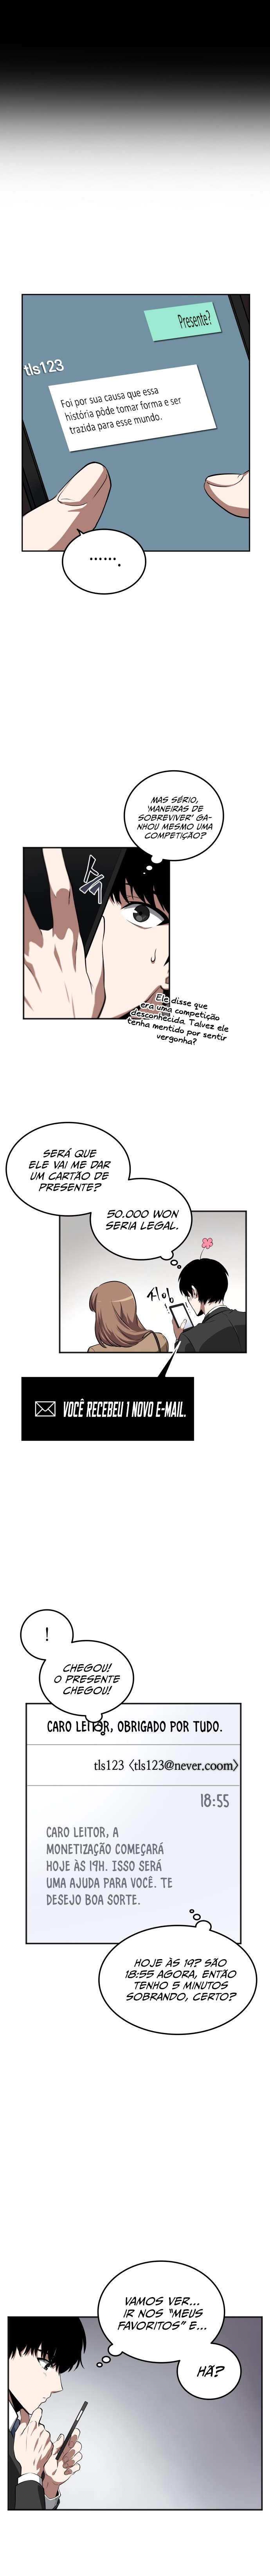 Presente?
tls123
Foi por sua causa que essa
história pôde tomar forma e ser
trazida para esse mundo.
.......
MAS SÉRIO,
'MANEIRAS DE
SOBREVIVER' GA-
NHOU MESMO UMA
COMPETIÇÃO?
Ele disse que
era uma competição
desconhecida. Talvez ele
tenha mentido por sentir
vergonha?
SERÁ QUE
ELE VAI ME DAR
UM CARTÃO DE
PRESENTE?
50.000 WON
SERIA LEGAL.
VOCÊ RECEBEU 1 NOVO E-MAIL.
!
CHEGOU!
O PRESENTE
CHEGOU!
CARO LEITOR, OBRIGADO POR TUDO.
tls123 〈tls123@never.coom〉
18:55
CARO LEITOR, A
MONETIZAÇÃO COMEÇARÁ
HOJE ÀS 19H. ISSO SERÁ
UMA AJUDA PARA VOCÊ. TE
DESEJO BOA SORTE.
HOJE ÀS 19? SÃO
18:55 AGORA, ENTÃO
TENHO 5 MINUTOS
SOBRANDO, CERTO?
VAMOS VER...
IR NOS "MEUS
FAVORITOS" E...
HÃ?